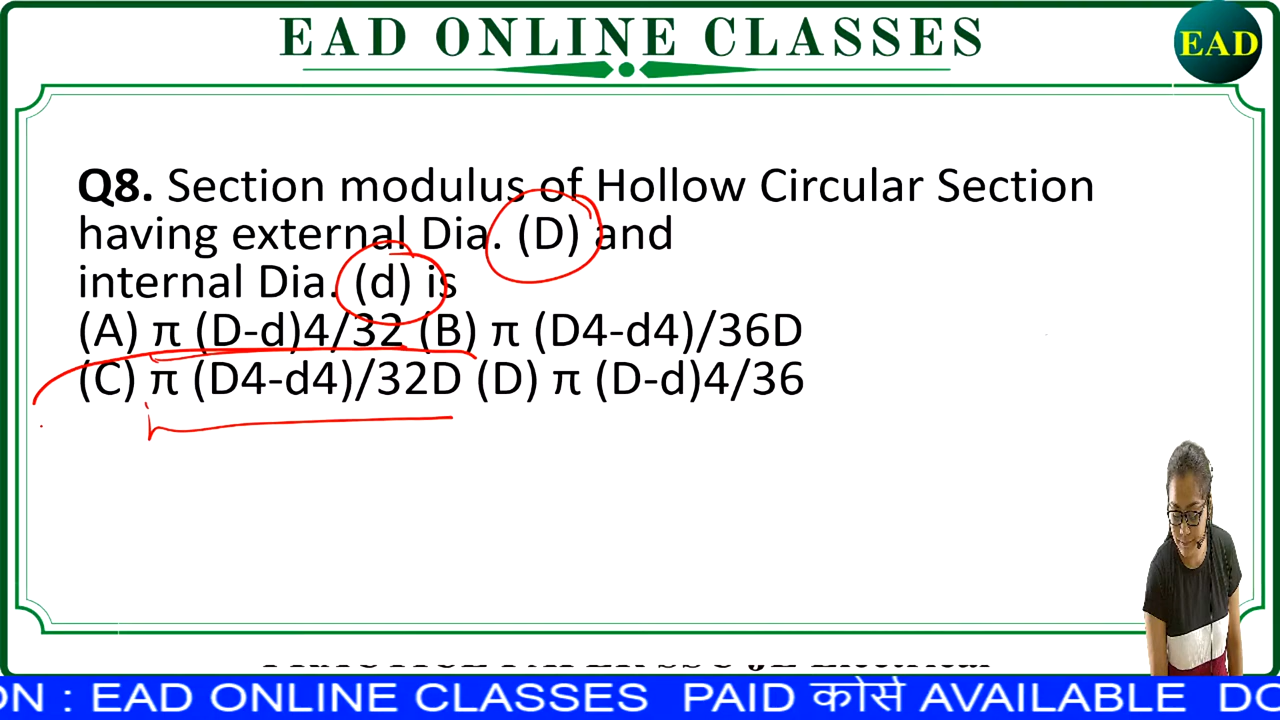 EAD ONLINE CLASSES
EAD
Q8. Section modulus of Hollow Circular Section
having external Dia. (D) and
internal Dia. (d) is
(A) π (D-d)4/32 (B) π (D4-d4)/36D
(C) π (D4-d4)/32D (D) π (D-d)4/36
ON : EAD ONLINE CLASSES PAID कोर्स AVAILABLE DO